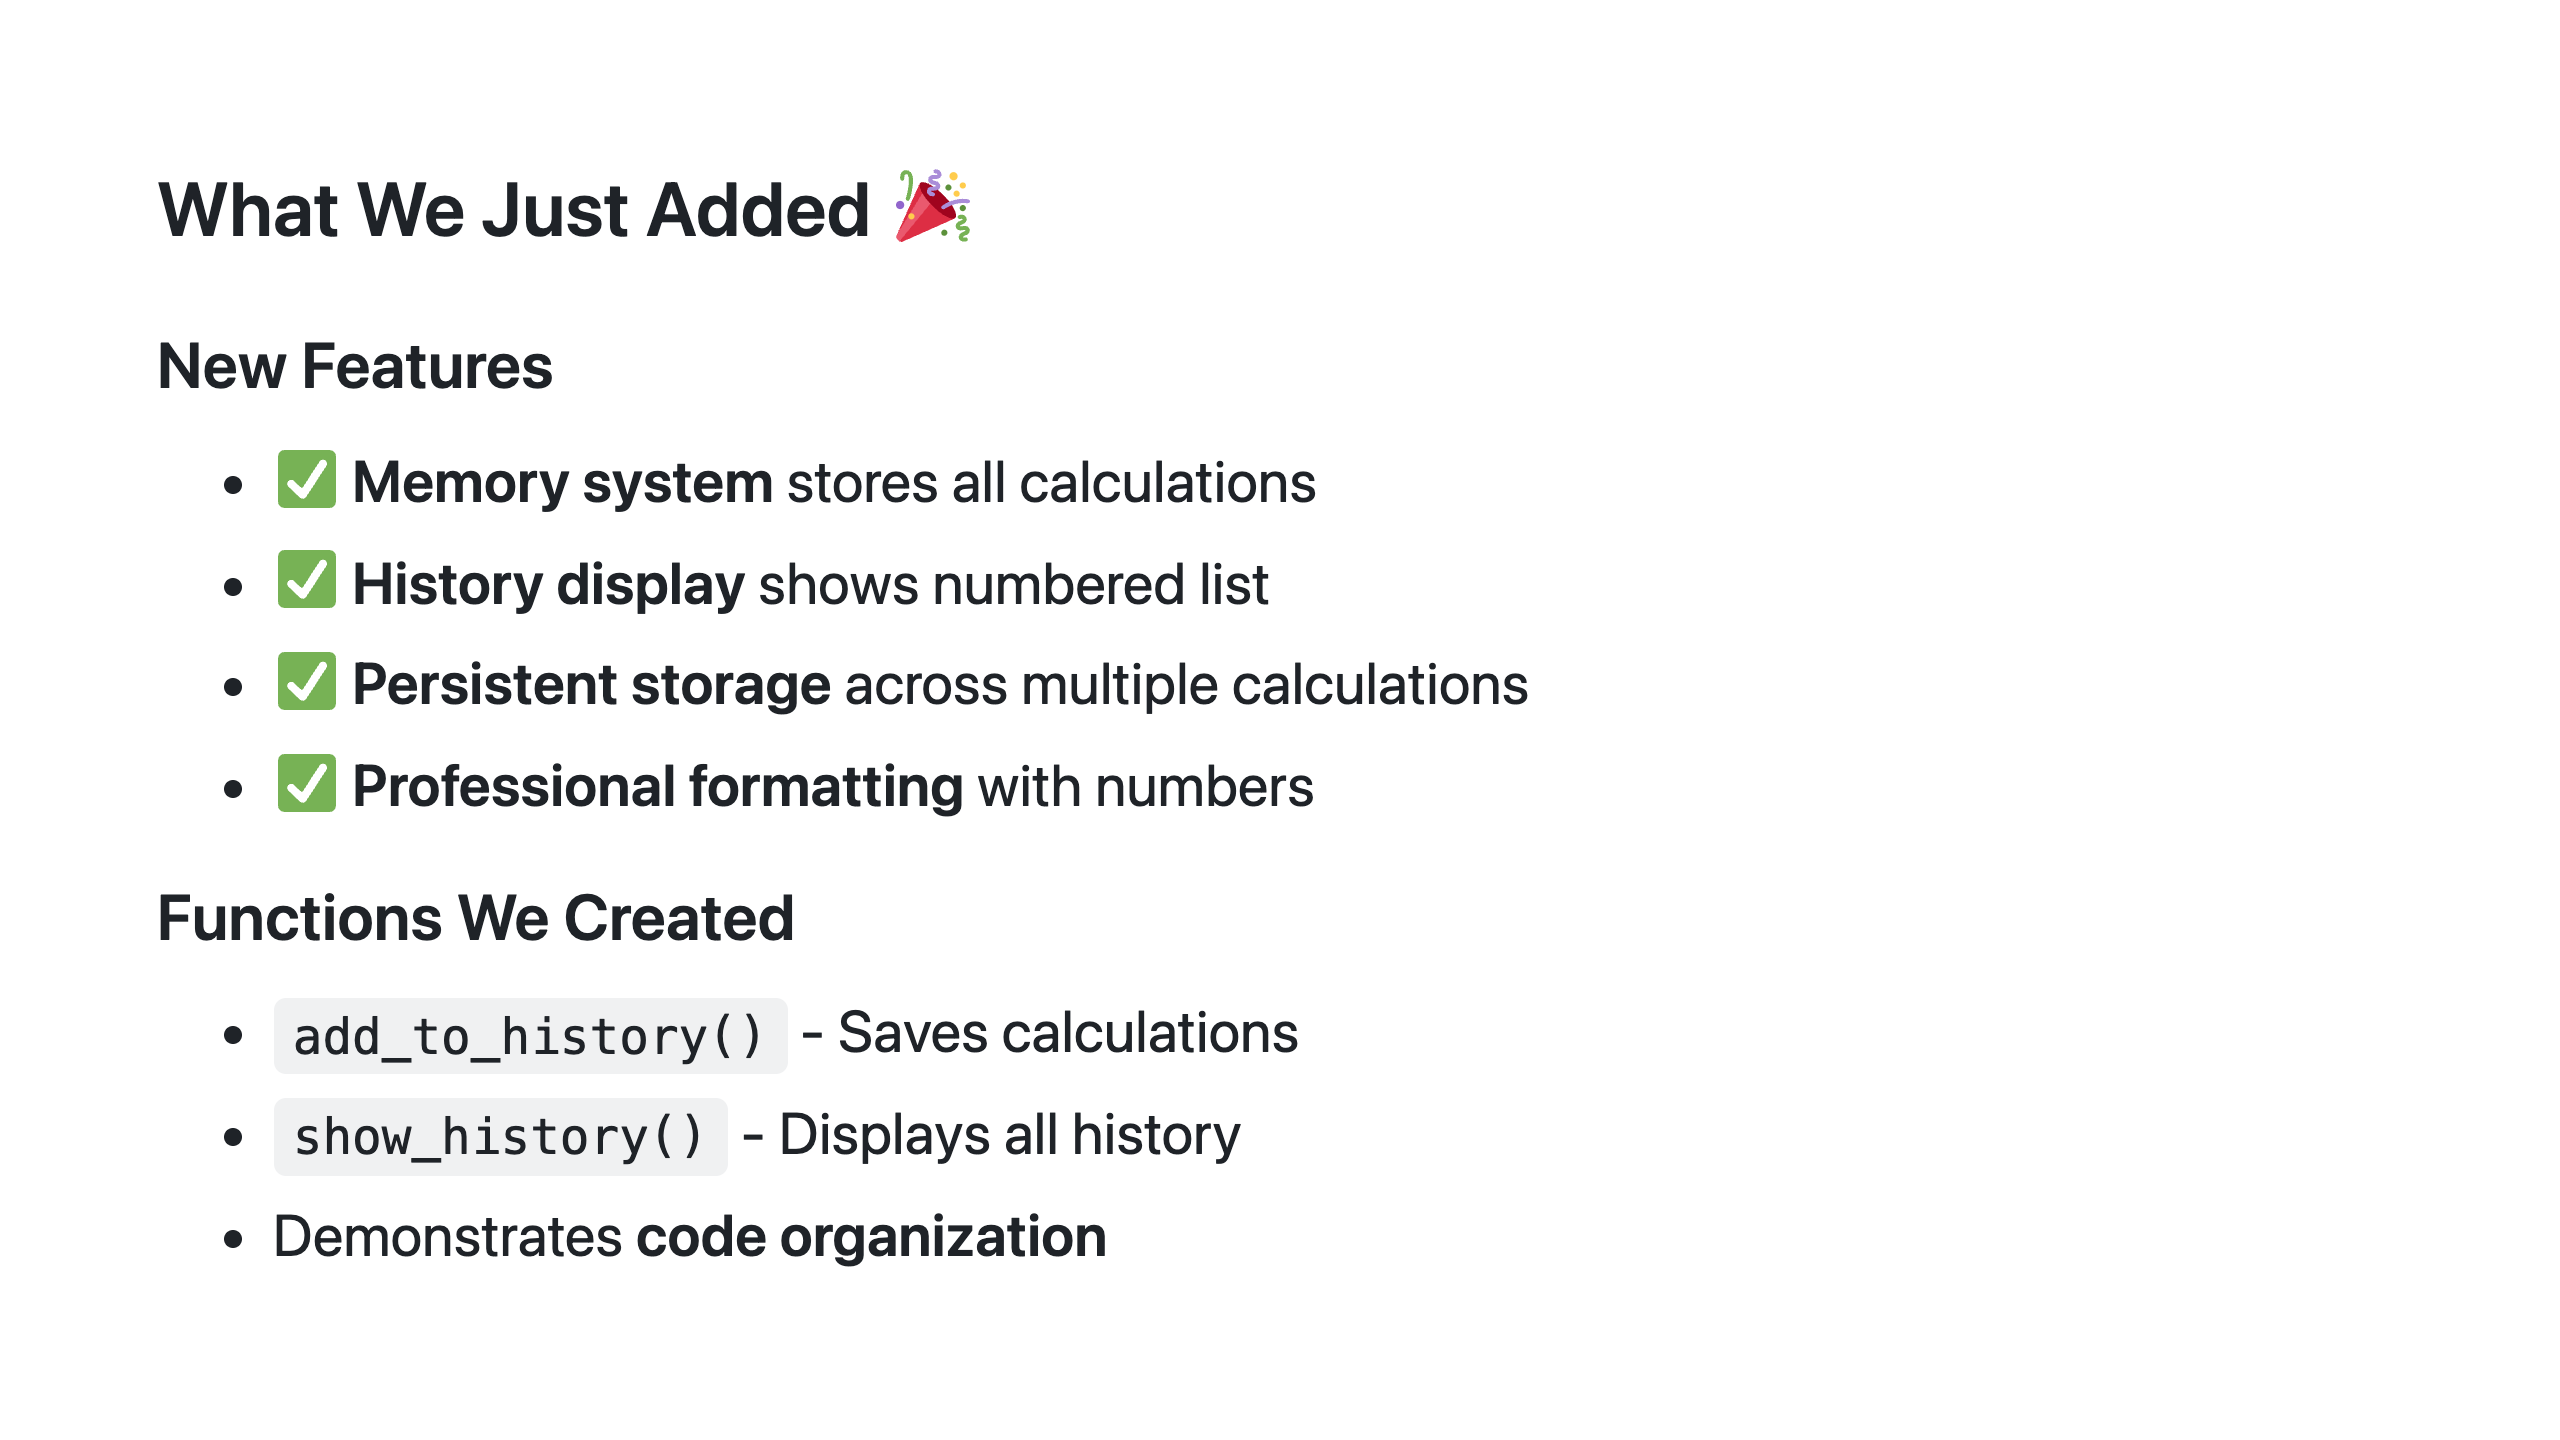 What We Just Added 🎉
New Features
• ✅ Memory system stores all calculations
• ✅ History display shows numbered list
• ✅ Persistent storage across multiple calculations
• ✅ Professional formatting with numbers
Functions We Created
• add_to_history() - Saves calculations
• show_history() - Displays all history
• Demonstrates code organization